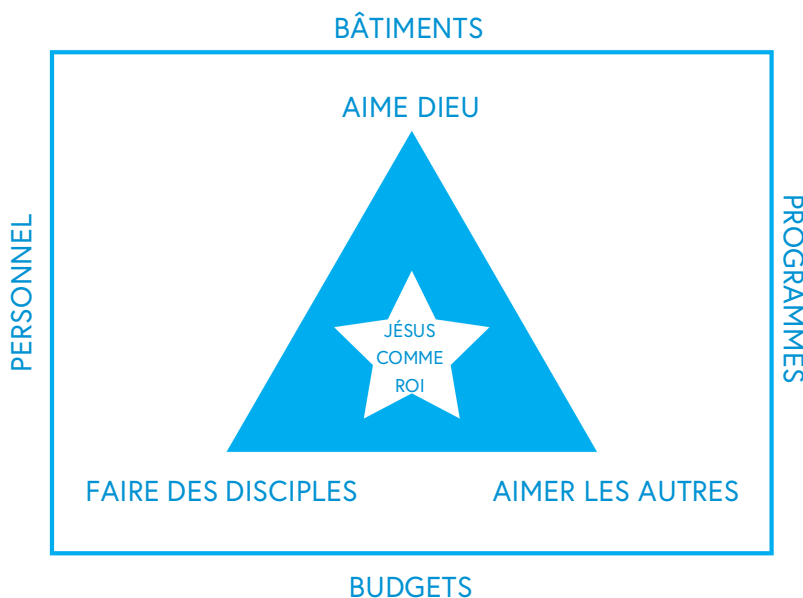 BÂTIMENTS
AIME DIEU
PERSONNEL
PROGRAMMES
JÉSUS
COMME
ROI
FAIRE DES DISCIPLES
AIMER LES AUTRES
BUDGETS